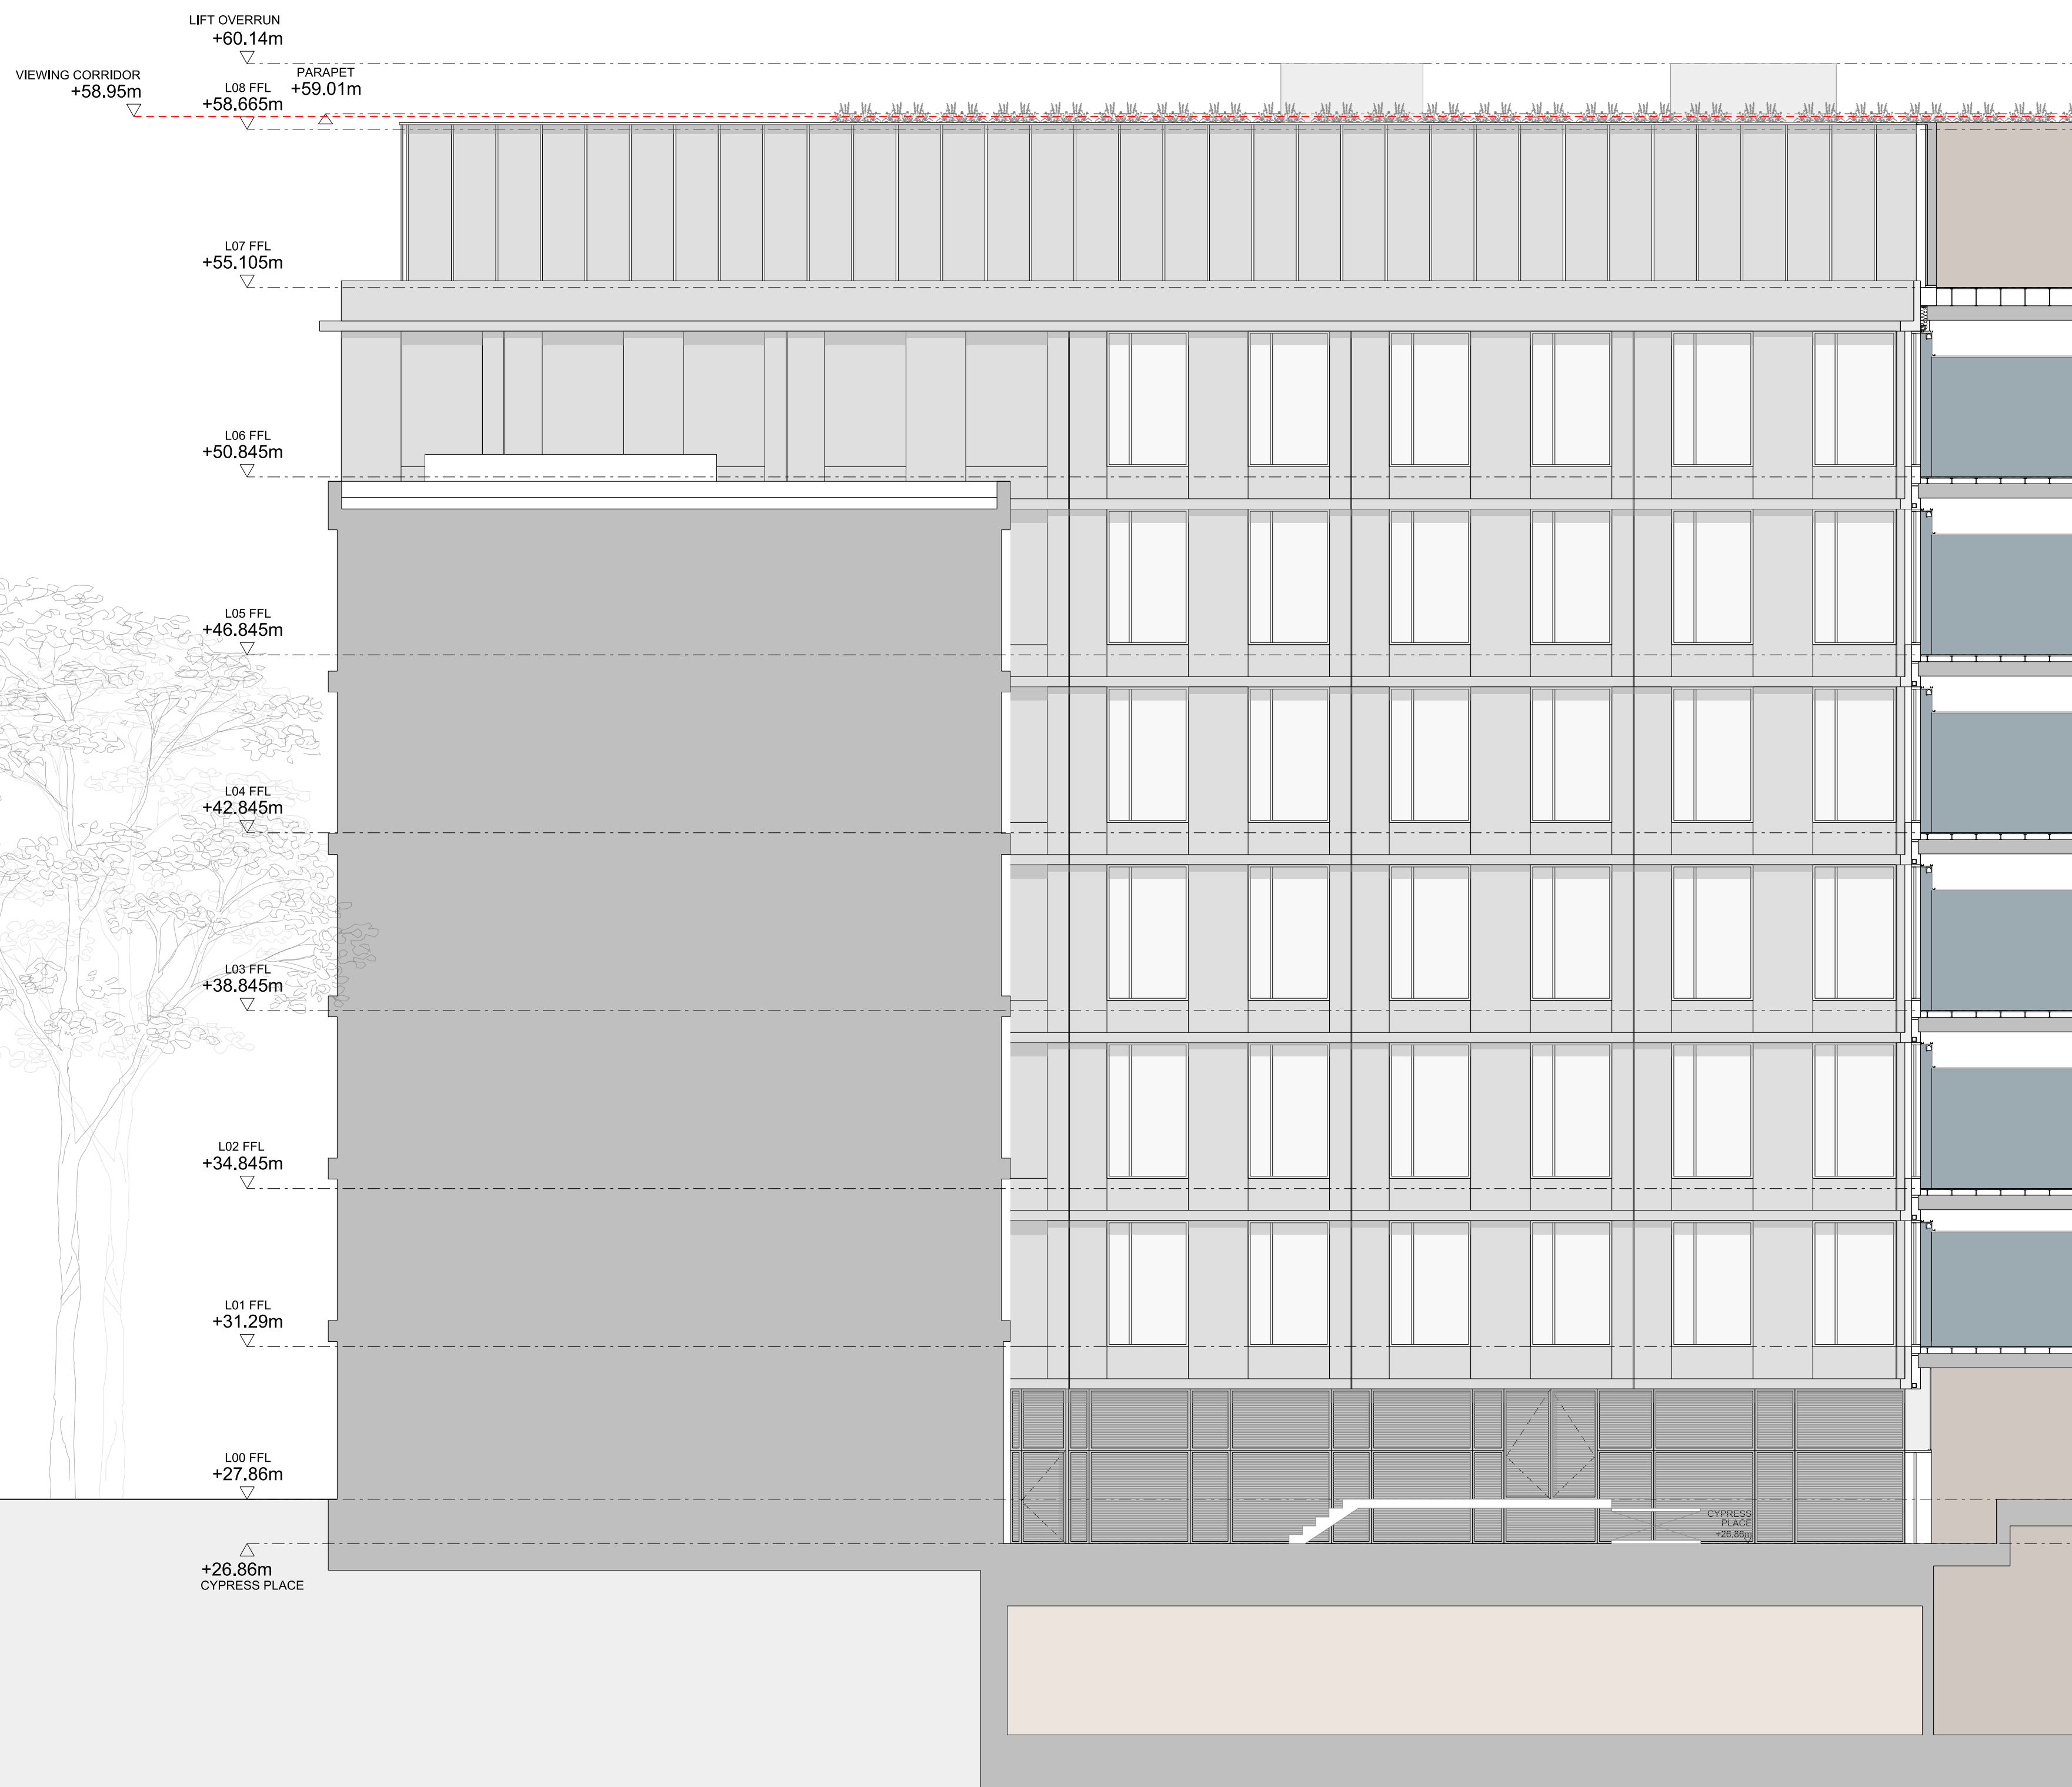 LIFT OVERRUN
+60.14m
VIEWING CORRIDOR
+58.95m
L08 FFL
+58.665m
PARAPET
+59.01m
L07 FFL
+55.105m
L06 FFL
+50.845m
L05 FFL
+46.845m
L04 FFL
+42.845m
L03 FFL
+38.845m
L02 FFL
+34.845m
L01 FFL
+31.29m
L00 FFL
+27.86m
CYPRESS
PLACE
+26.86m
+26.86m
CYPRESS PLACE